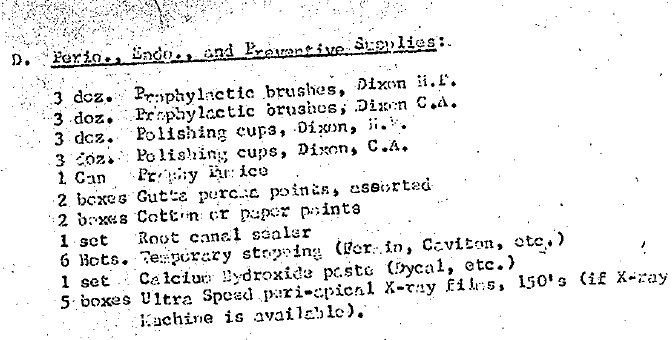 D. Perio., Endo., and Preventive Supplies:
3 doz. Prophylactic brushes, Dixon H.P.
3 doz. Prophylactic brushes, Dixon C.A.
3 doz. Polishing cups, Dixon, H.P.
3 doz. Polishing cups, Dixon, C.A.
1 Can Prophy Pumice
2 boxes Gutta percha points, assorted
2 boxes Cotton or paper points
1 set Root canal sealer
6 Bots. Temporary stopping (Fermin, Caviton, etc.)
1 set Calcium Hydroxide paste (Dycal, etc.)
5 boxes Ultra Speed peri-apical X-ray films, 150's (if X-ray
Machine is available).